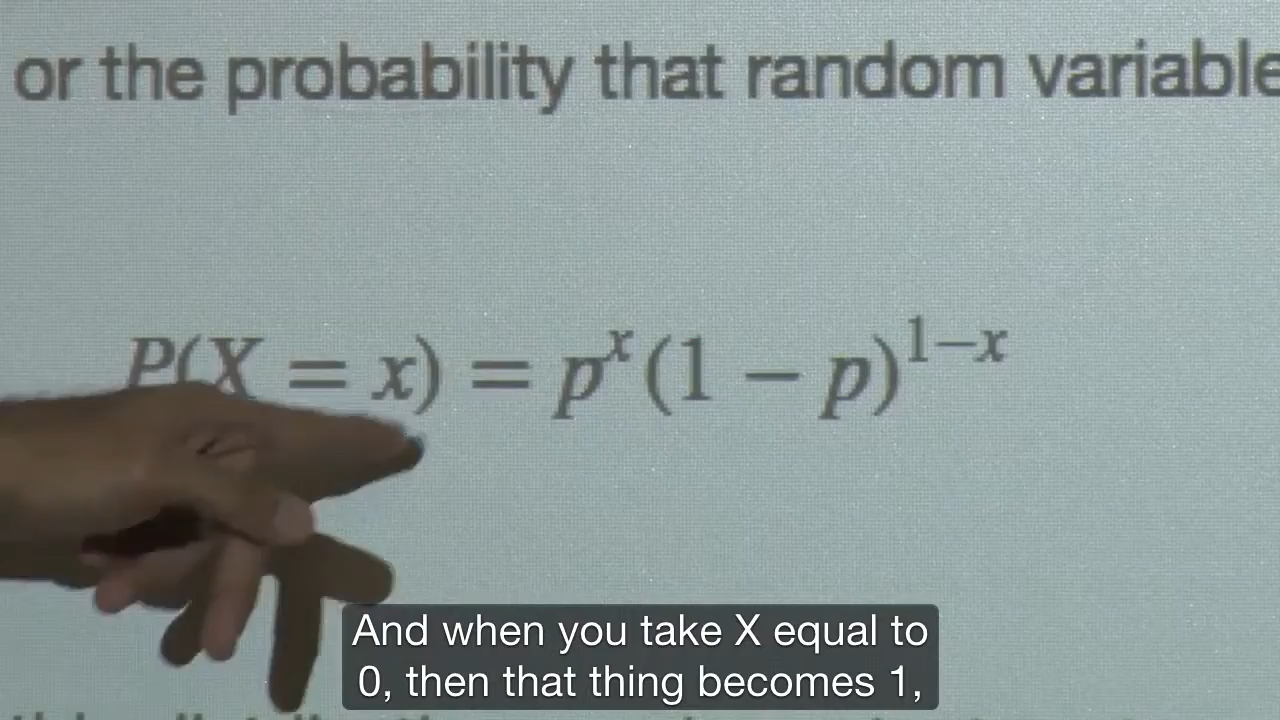 or the probability that random variable
P(X = x) = p^x(1 − p)^{1−x}
And when you take X equal to
0, then that thing becomes 1,